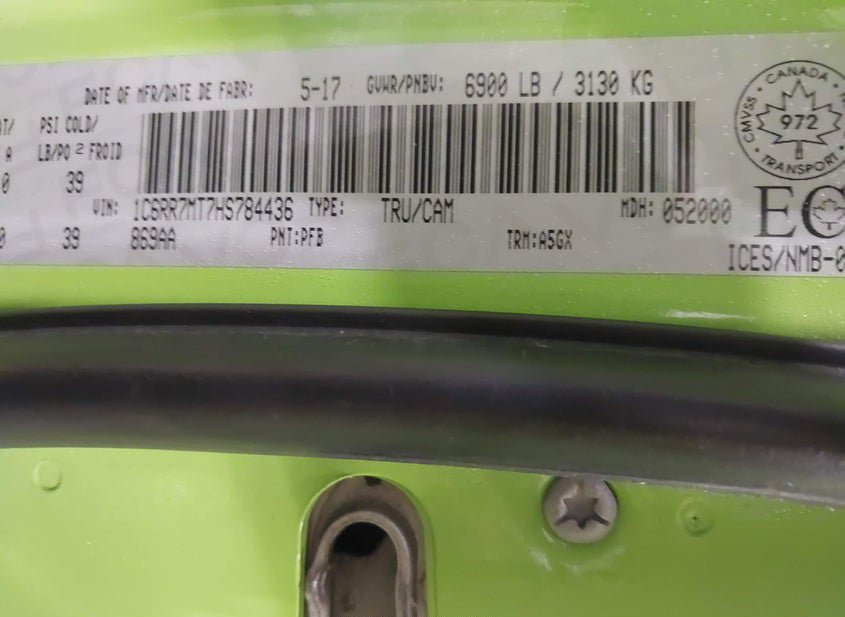 DATE OF MFR/DATE DE FABR: 5-17 GVWR/PNBV: 6900 LB / 3130 KG
PSI COLD/
LB/PO 2 FROID
39
VIN: 1C6RR7MT7HS784436 TYPE: TRU/CAM MDH: 052000
39 869AA PNT:PFB TRM:A5GX
CANADA
CMVSS
972
TRANSPORT
EC
ICES/NMB-0